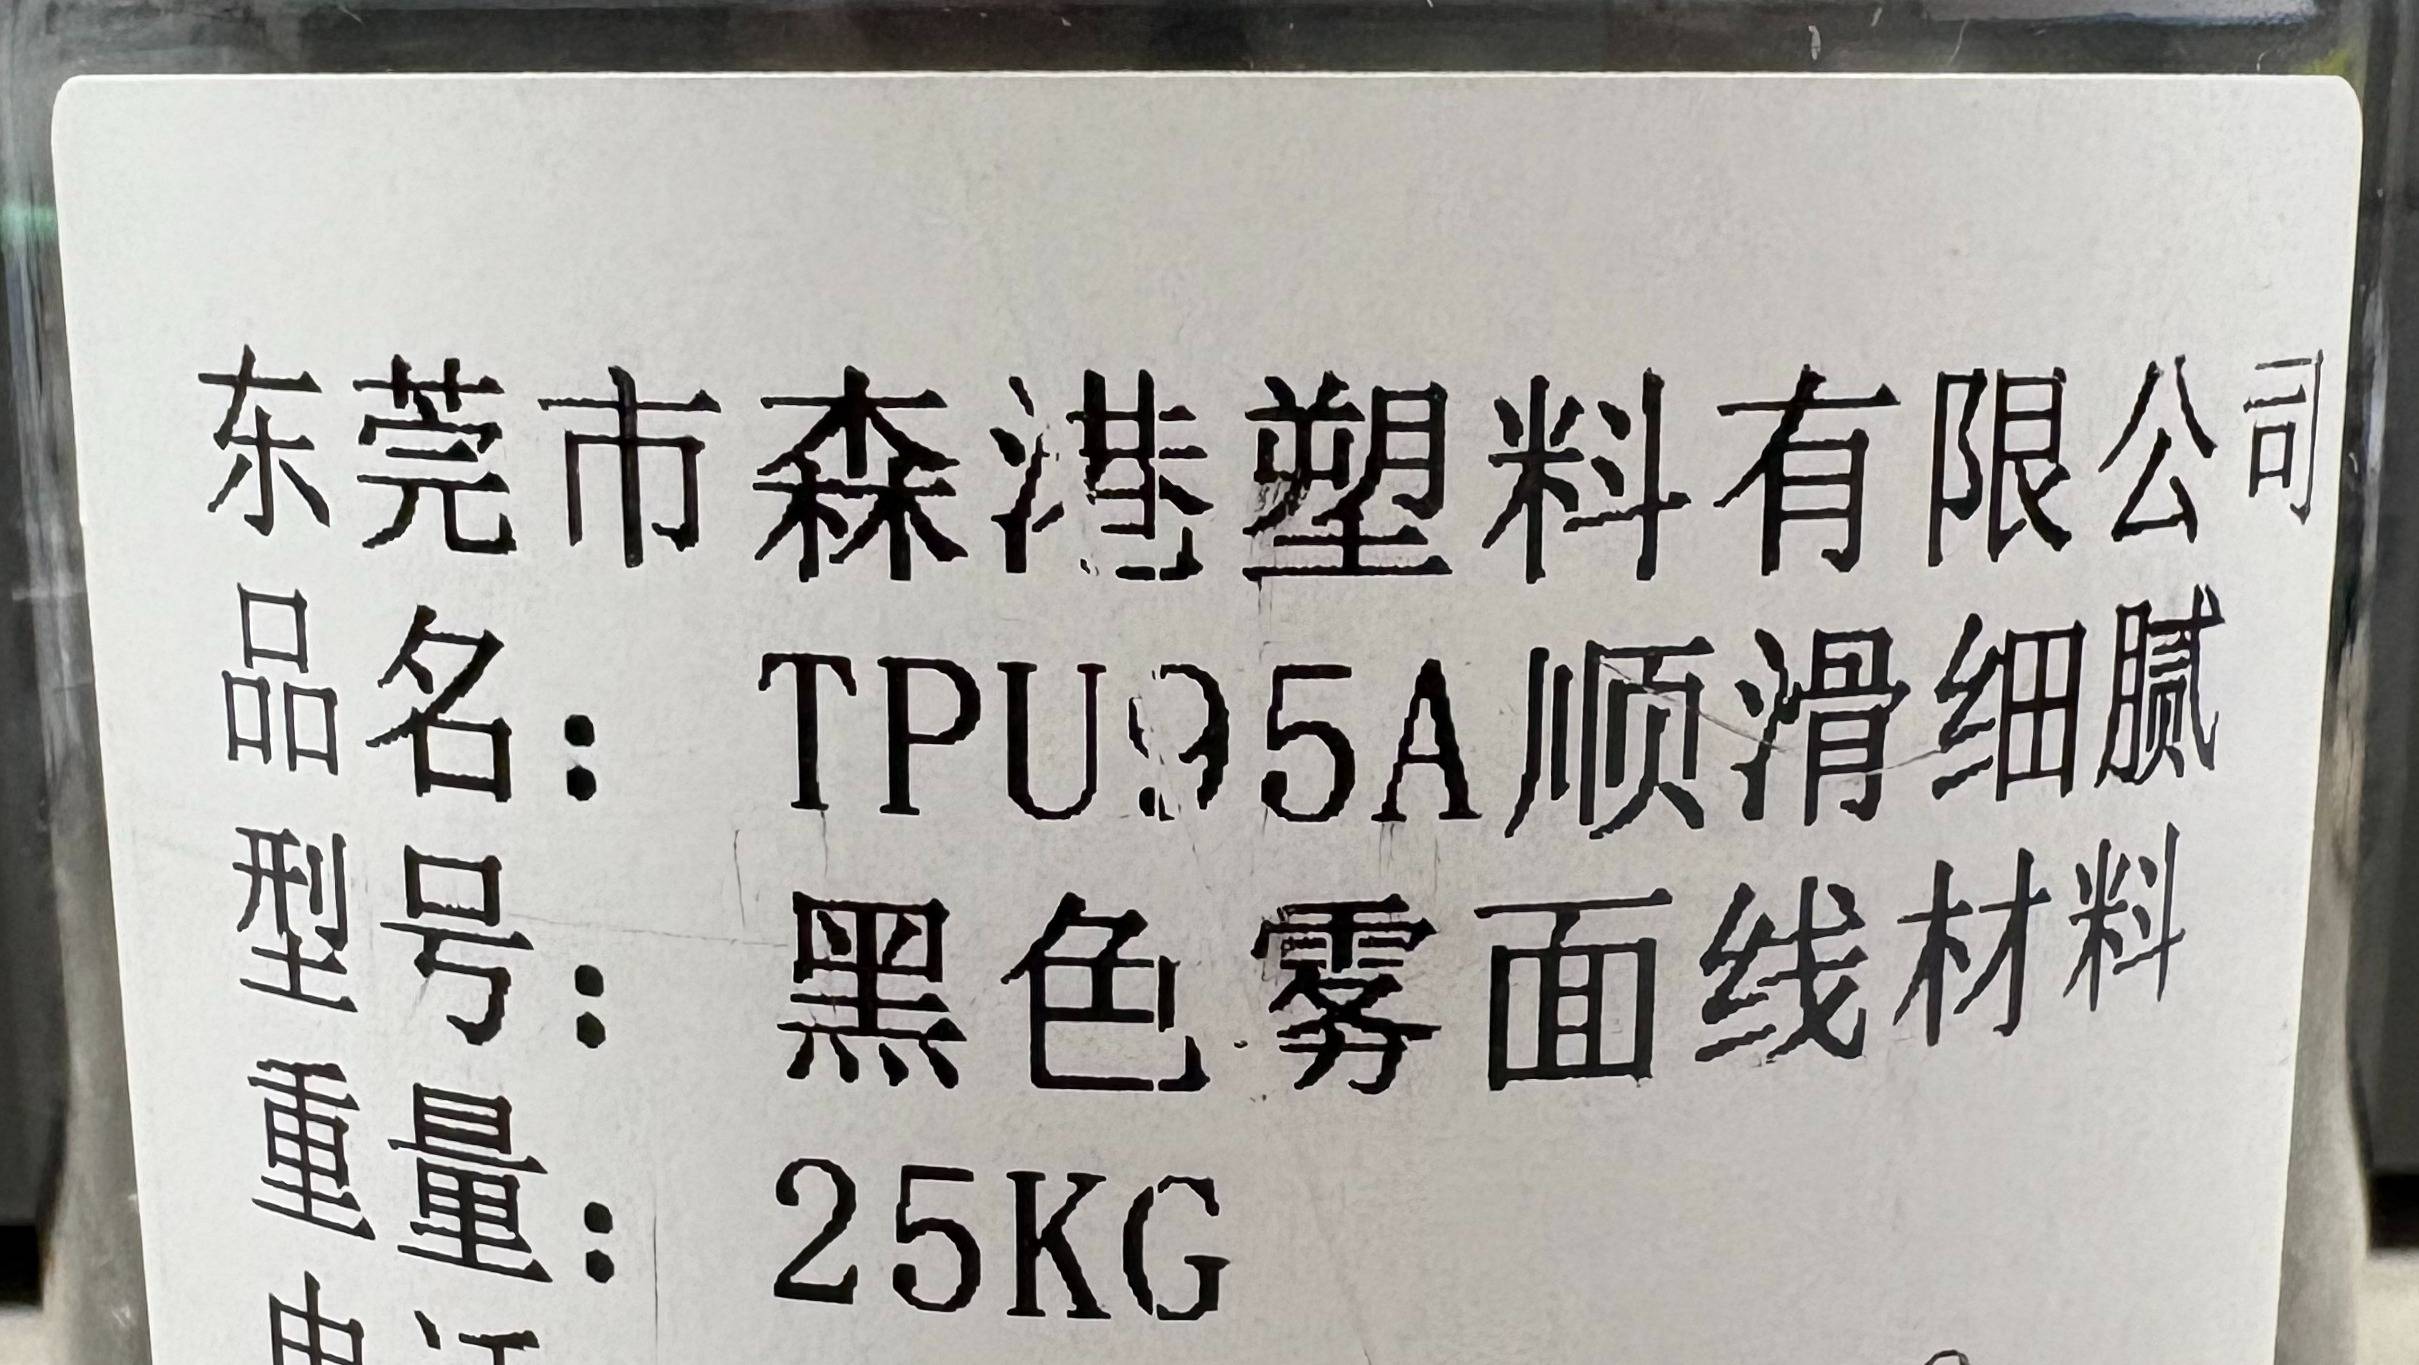 东莞市森港塑料有限公司
品名：TPU95A顺滑细腻
型号：黑色雾面线材料
重量：25KG